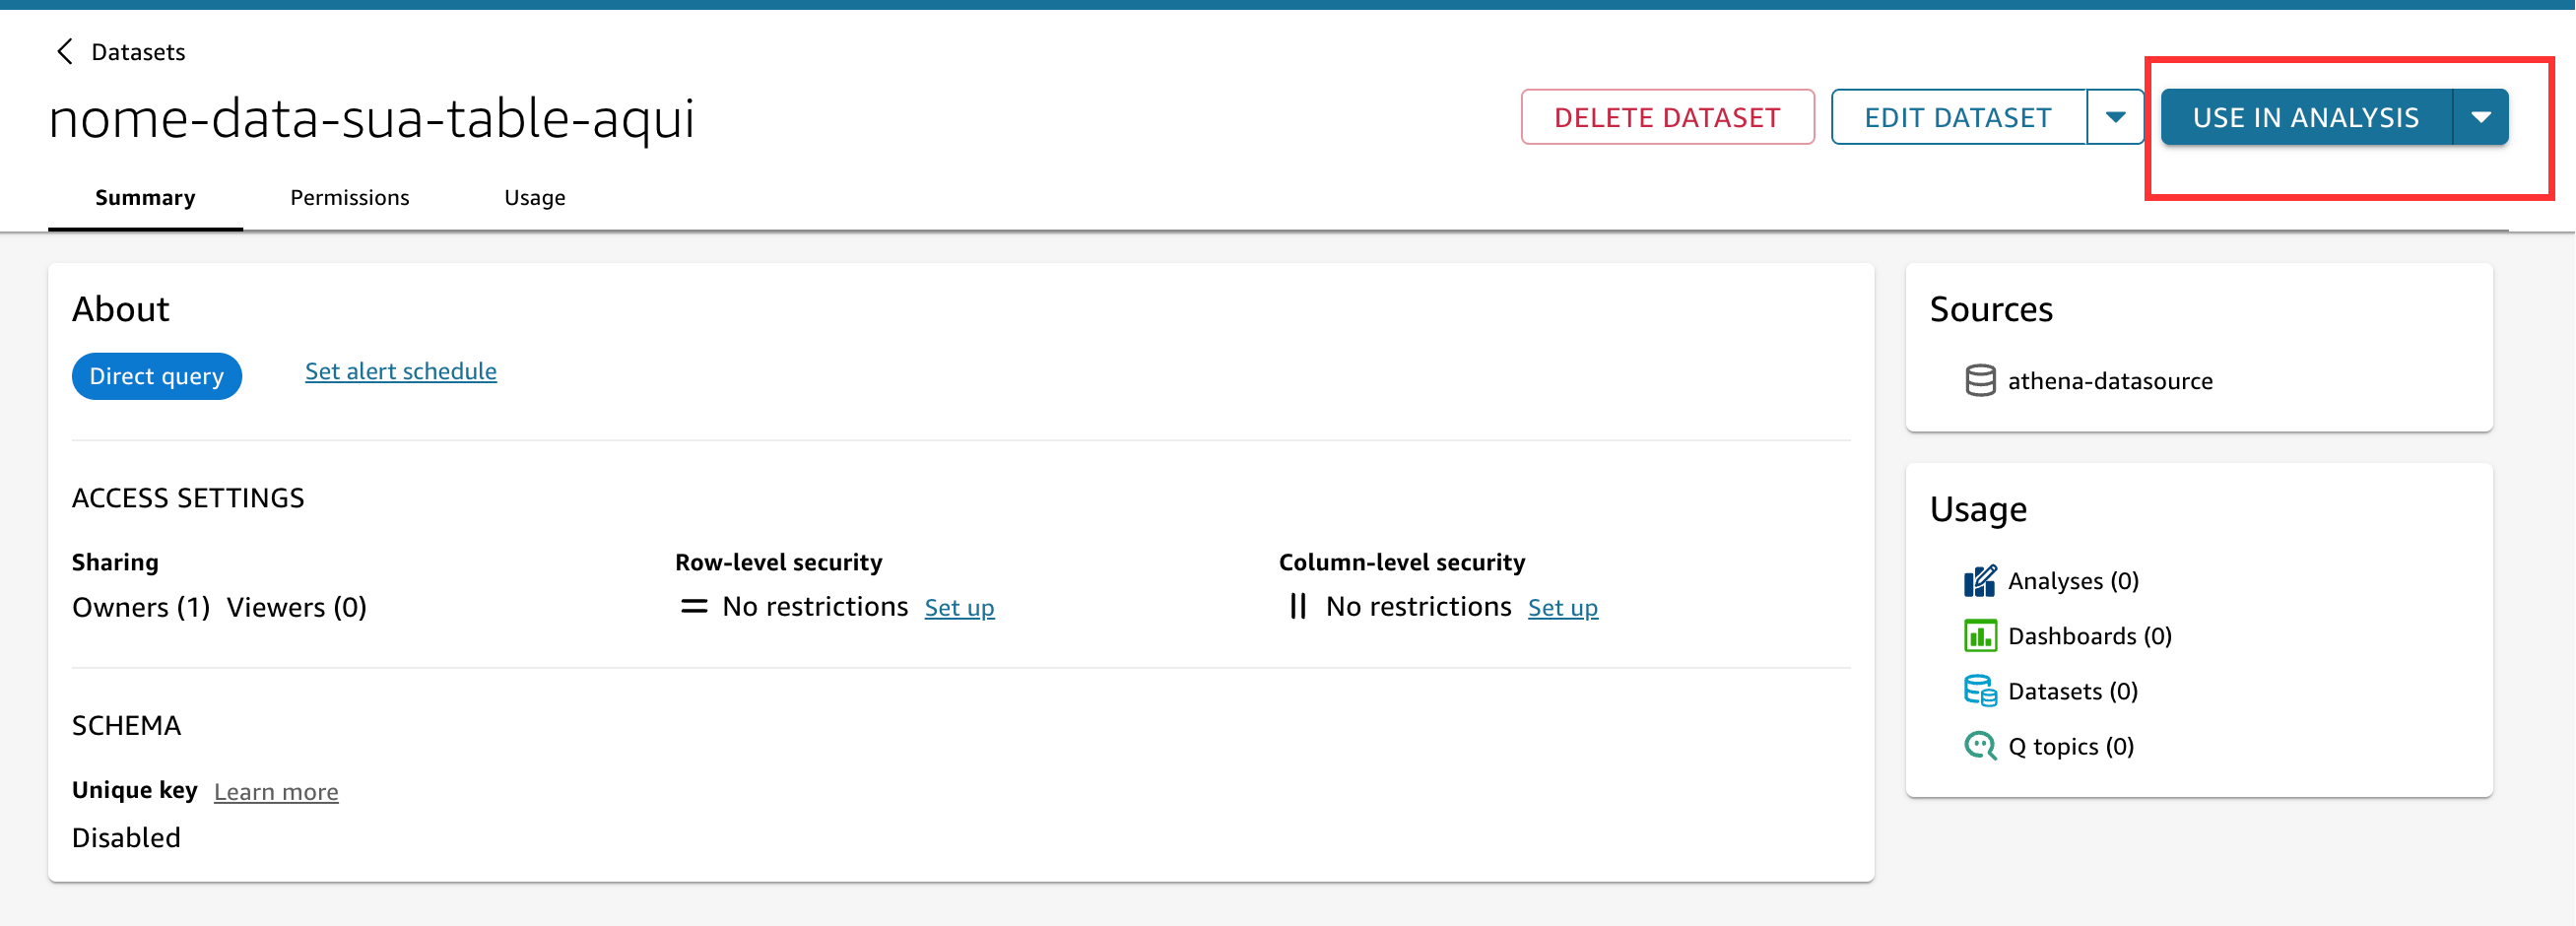 Datasets
nome-data-sua-table-aqui
DELETE DATASET
EDIT DATASET
USE IN ANALYSIS
Summary
Permissions
Usage
About
Direct query
Set alert schedule
ACCESS SETTINGS
Sharing
Owners (1) Viewers (0)
Row-level security
No restrictions Set up
Column-level security
No restrictions Set up
SCHEMA
Unique key Learn more
Disabled
Sources
athena-datasource
Usage
Analyses (0)
Dashboards (0)
Datasets (0)
Q topics (0)